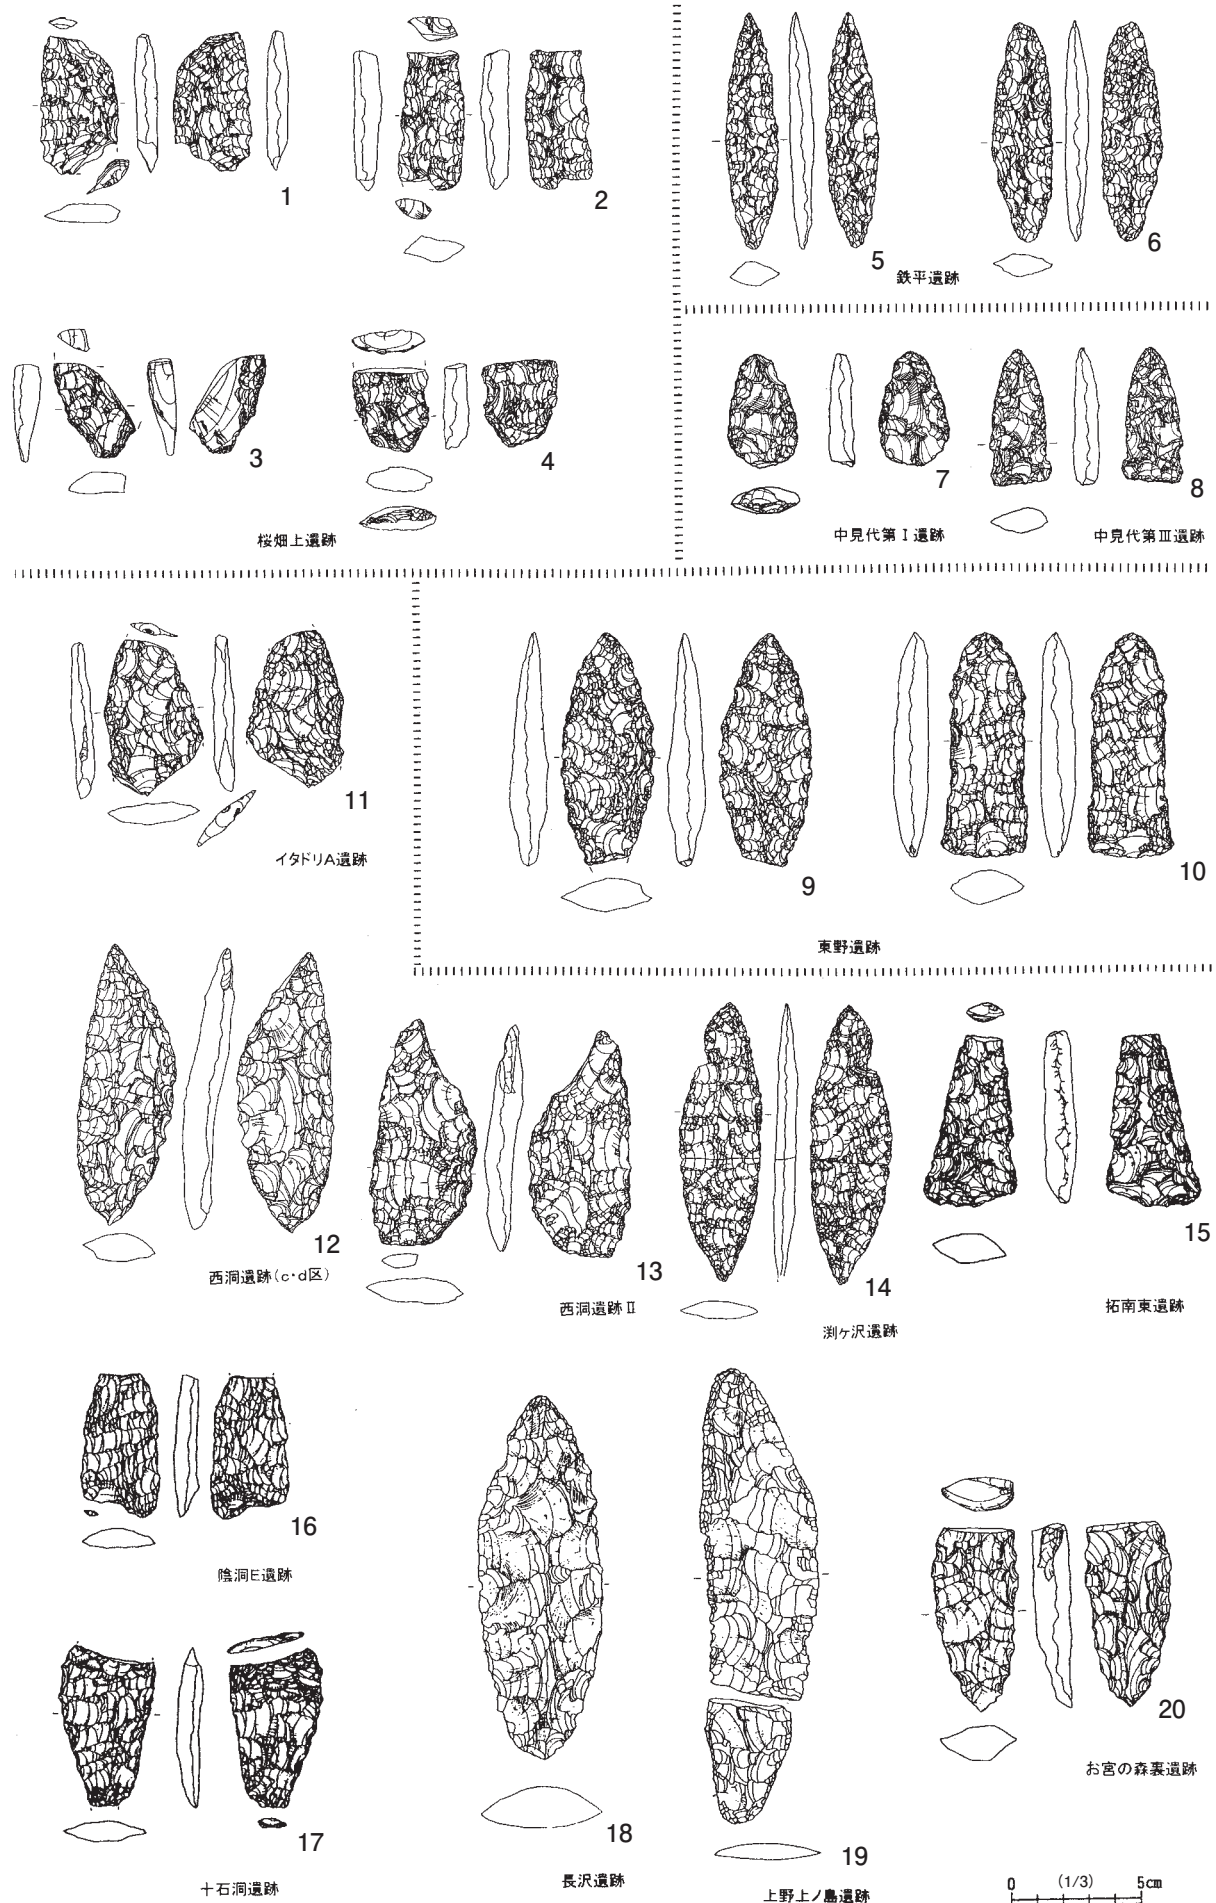 1
2
5
6
鉄平遺跡
3
4
桜畑上遺跡
7
8
中見代第Ⅰ遺跡
中見代第Ⅲ遺跡
11
イタドリA遺跡
9
10
東野遺跡
12
西洞遺跡(c・d区)
13
西洞遺跡Ⅱ
14
渕ヶ沢遺跡
15
拓南東遺跡
16
陰洞E遺跡
17
十石洞遺跡
18
長沢遺跡
19
上野上ノ島遺跡
20
お宮の森裏遺跡
0 (1/3) 5cm